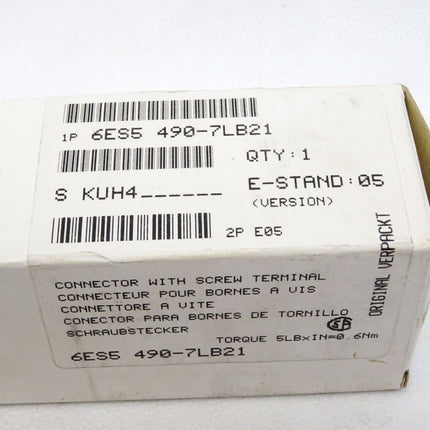 1P 6ES5 490-7LB21
QTY:1
S KUH4______
E-STAND:05
(VERSION)
2P E05
ORIGINAL VERPACKT
CONNECTOR WITH SCREW TERMINAL
CONNECTEUR POUR BORNES A VIS
CONNETTORE A VITE
CONECTOR PARA BORNES DE TORNILLO
SCHRAUBSTECKER
TORQUE 5LBxIN=0.6Nm
6ES5 490-7LB21